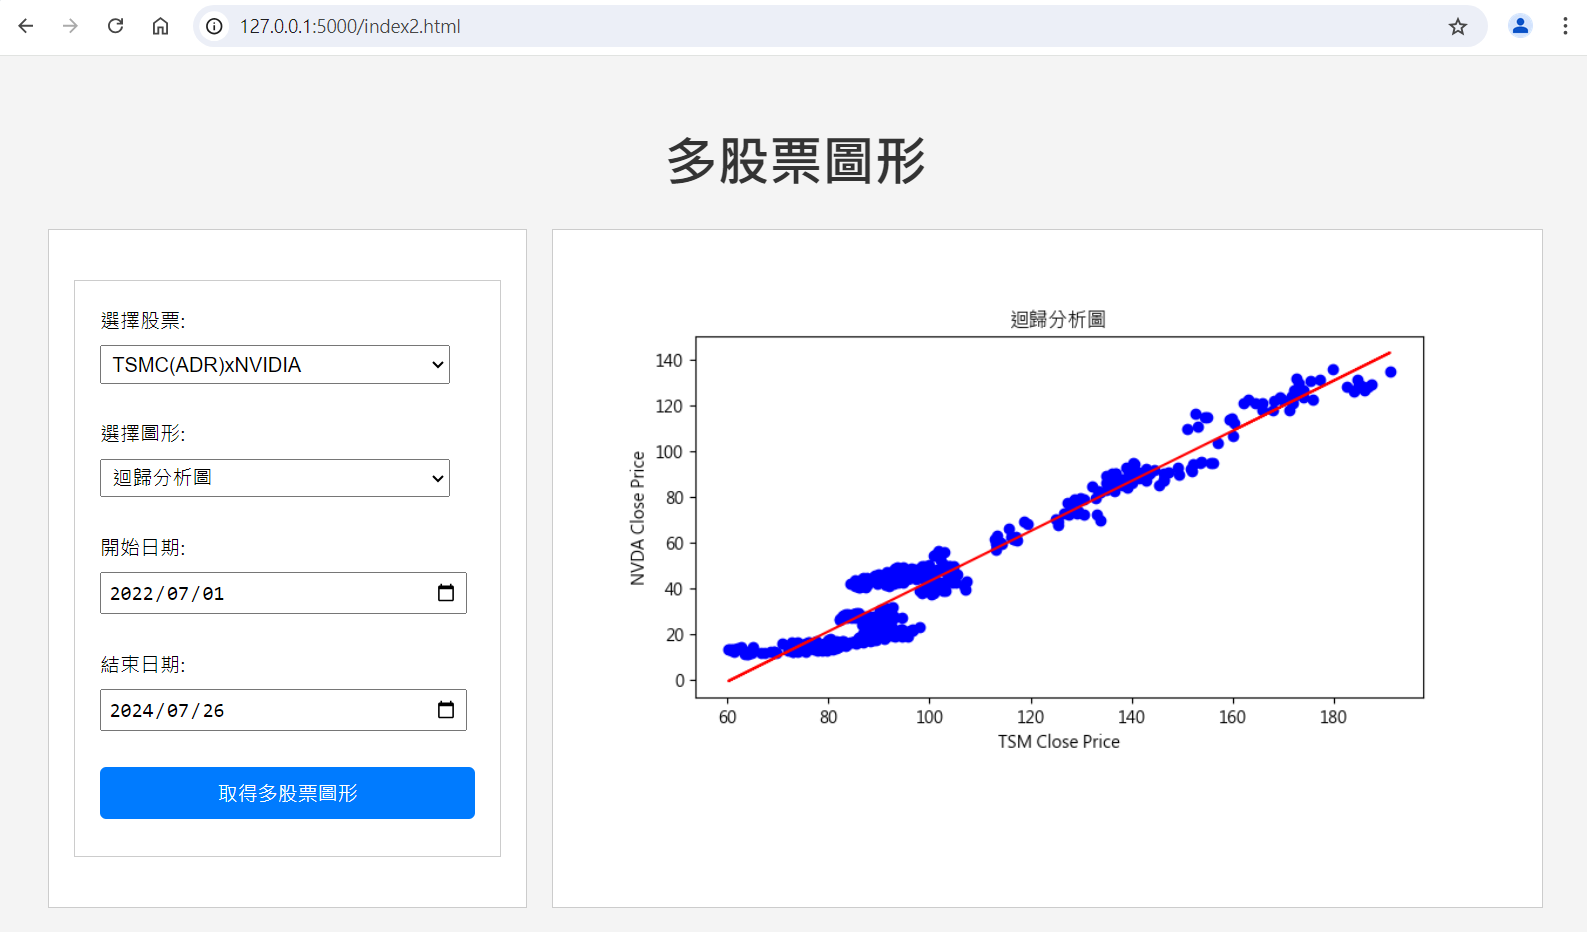 127.0.0.1:5000/index2.html
多股票圖形
選擇股票:
TSMC(ADR)xNVIDIA
選擇圖形:
迴歸分析圖
開始日期:
2022/07/01
結束日期:
2024/07/26
取得多股票圖形
迴歸分析圖
140
120
100
80
60
40
20
0
NVDA Close Price
60 80 100 120 140 160 180
TSM Close Price